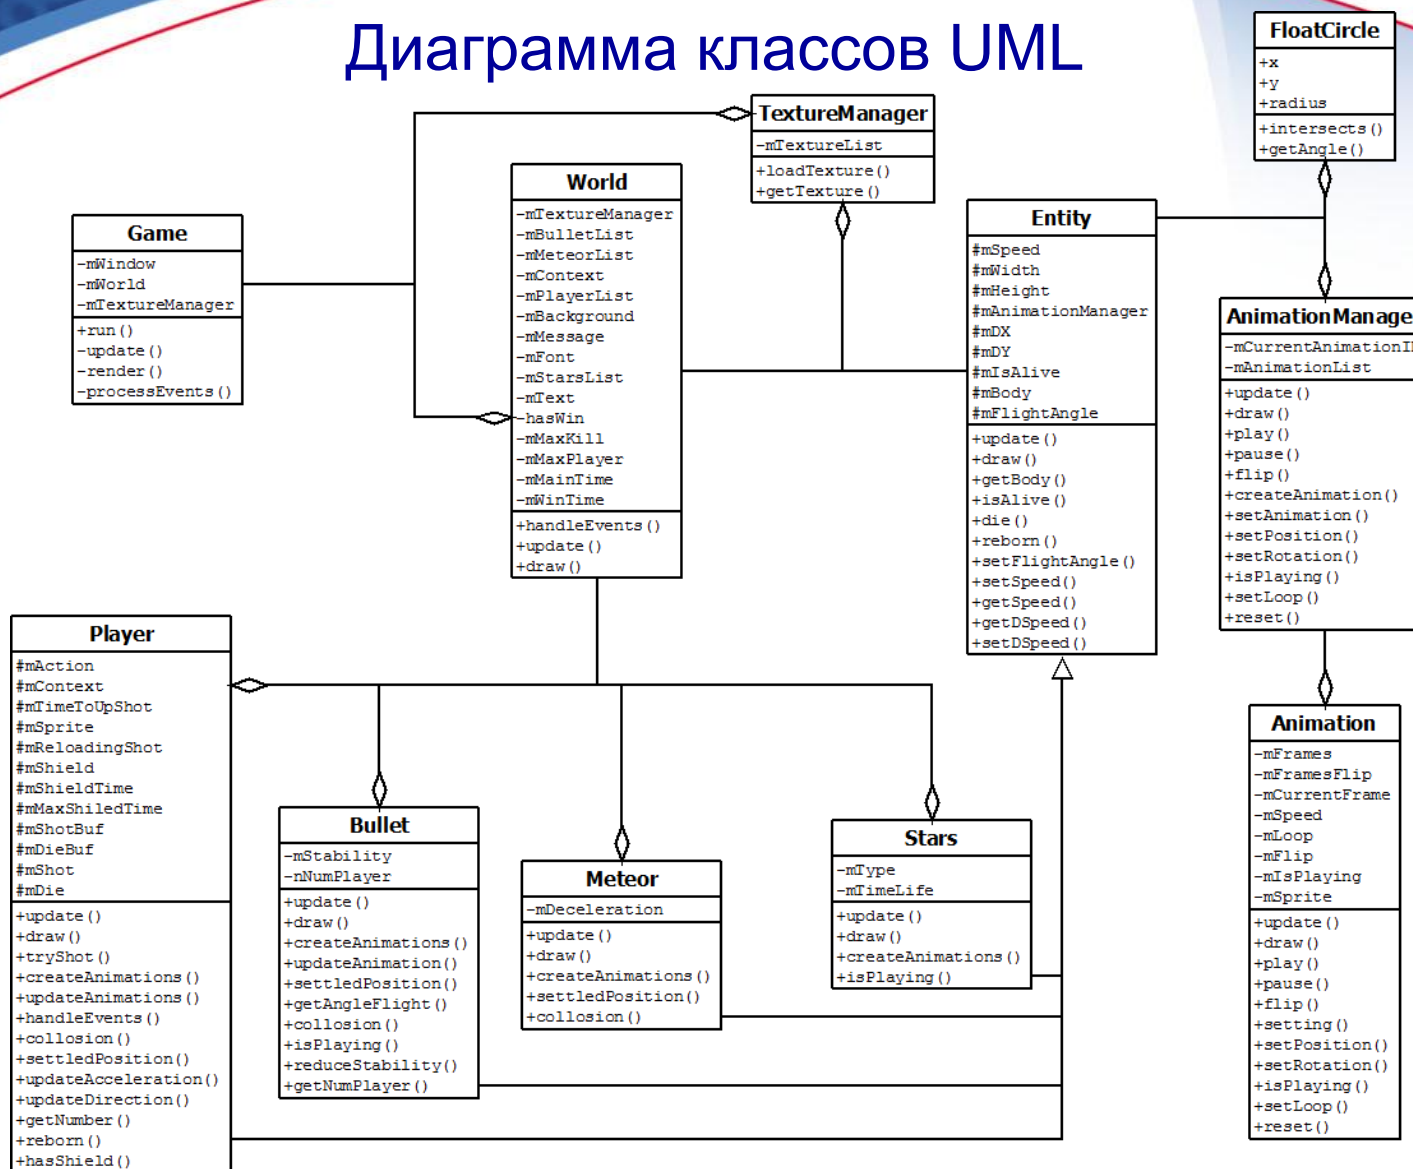 Диаграмма классов UML
FloatCircle
+x
+y
+radius
+intersects()
+getAngle()
TextureManager
-mTextureList
+loadTexture()
+getTexture()
World
-mTextureManager
-mBulletList
-mMeteorList
-mContext
-mPlayerList
-mBackground
-mMessage
-mFont
-mStarsList
-mText
-hasWin
-mMaxKill
-mMaxPlayer
-mMainTime
-mWinTime
+handleEvents()
+update()
+draw()
Game
-mWindow
-mWorld
-mTextureManager
+run()
-update()
-render()
-processEvents()
Entity
#mSpeed
#mWidth
#mHeight
#mAnimationManager
#mDX
#mDY
#mIsAlive
#mBody
#mFlightAngle
+update()
+draw()
+getBody()
+isAlive()
+die()
+reborn()
+setFlightAngle()
+setSpeed()
+getSpeed()
+getDSpeed()
+setDSpeed()
AnimationManage
-mCurrentAnimationI
-mAnimationList
+update()
+draw()
+play()
+pause()
+flip()
+createAnimation()
+setAnimation()
+setPosition()
+setRotation()
+isPlaying()
+setLoop()
+reset()
Player
#mAction
#mContext
#mTimeToUpShot
#mSprite
#mReloadingShot
#mShield
#mShieldTime
#mMaxShiledTime
#mShotBuf
#mDieBuf
#mShot
#mDie
+update()
+draw()
+tryShot()
+createAnimations()
+updateAnimations()
+handleEvents()
+collosion()
+settledPosition()
+updateAcceleration()
+updateDirection()
+getNumber()
+reborn()
+hasShield()
Bullet
-mStability
-nNumPlayer
+update()
+draw()
+createAnimations()
+updateAnimation()
+settledPosition()
+getAngleFlight()
+collosion()
+isPlaying()
+reduceStability()
+getNumPlayer()
Meteor
-mDeceleration
+update()
+draw()
+createAnimations()
+settledPosition()
+collosion()
Stars
-mType
-mTimeLife
+update()
+draw()
+createAnimations()
+isPlaying()
Animation
-mFrames
-mFramesFlip
-mCurrentFrame
-mSpeed
-mLoop
-mFlip
-mIsPlaying
-mSprite
+update()
+draw()
+play()
+pause()
+flip()
+setting()
+setPosition()
+setRotation()
+isPlaying()
+setLoop()
+reset()